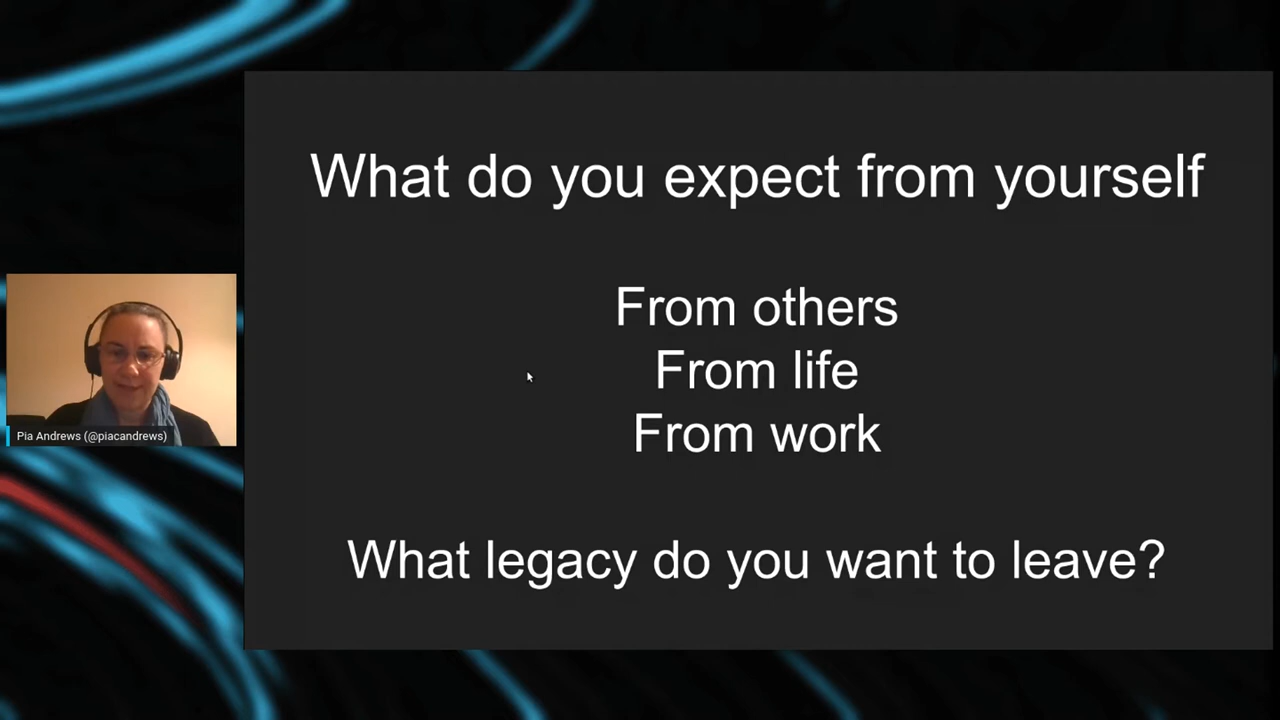 What do you expect from yourself
From others
From life
From work
What legacy do you want to leave?
Pia Andrews (@piacandrews)